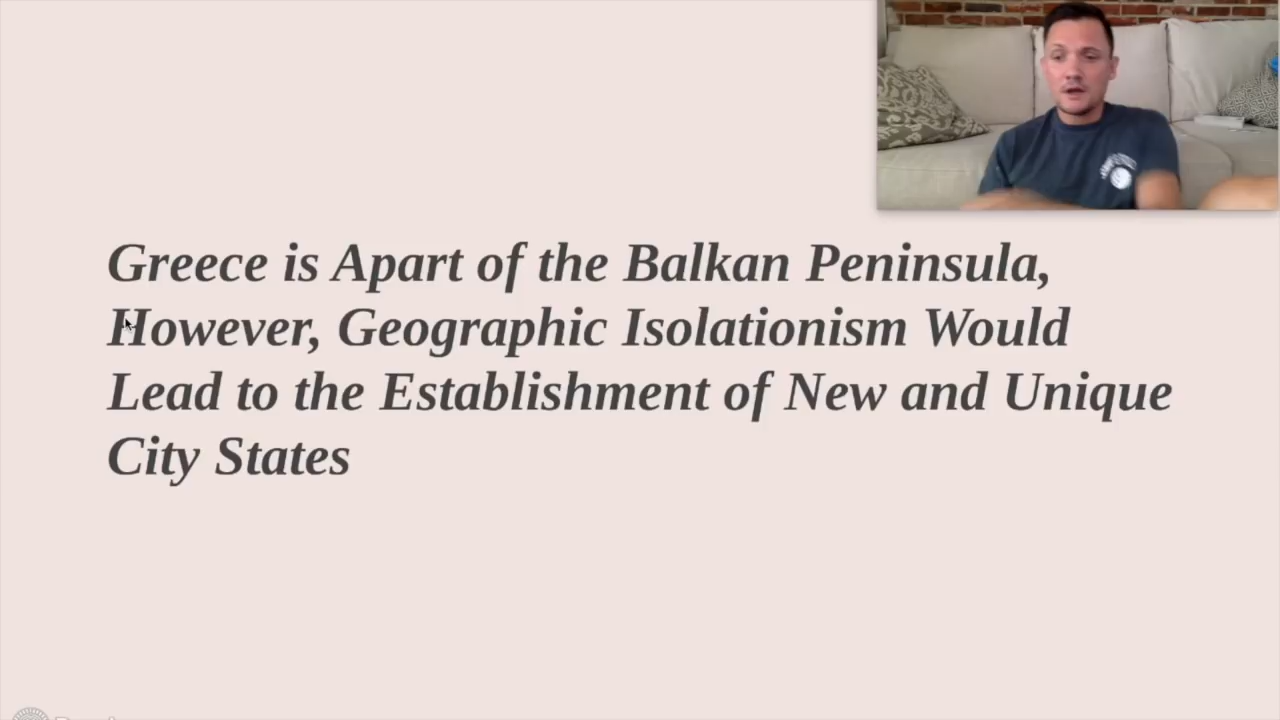 Greece is Apart of the Balkan Peninsula,
However, Geographic Isolationism Would
Lead to the Establishment of New and Unique
City States